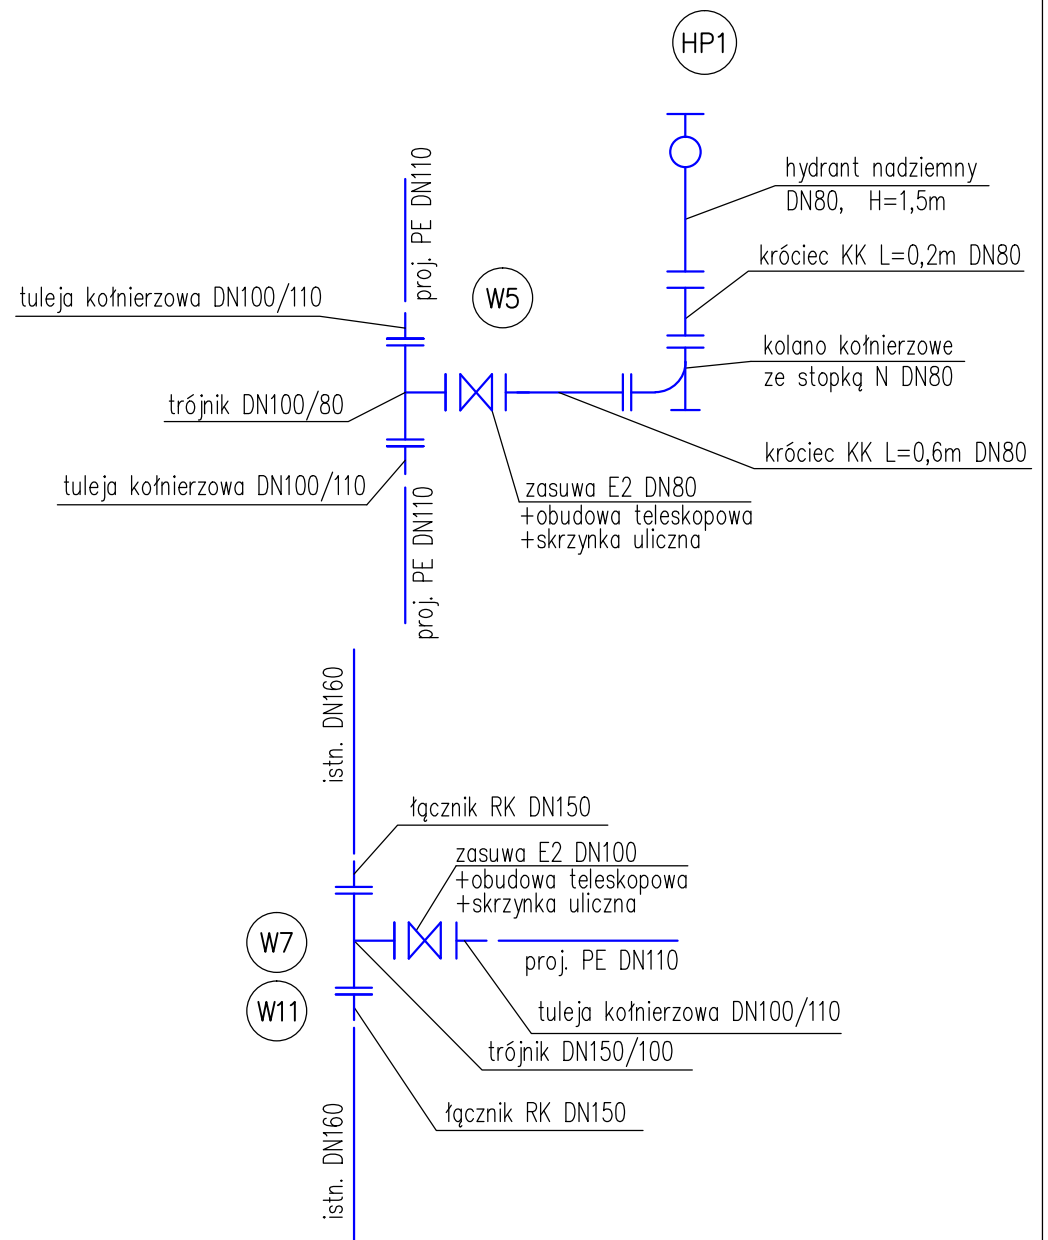 HP1
hydrant nadziemny
DN80, H=1,5m
proj. PE DN110
króciec KK L=0,2m DN80
tuleja kołnierzowa DN100/110
W5
kolano kołnierzowe
ze stopką N DN80
trójnik DN100/80
króciec KK L=0,6m DN80
tuleja kołnierzowa DN100/110
zasuwa E2 DN80
+obudowa teleskopowa
+skrzynka uliczna
proj. PE DN110
istn. DN160
łącznik RK DN150
zasuwa E2 DN100
+obudowa teleskopowa
+skrzynka uliczna
W7
proj. PE DN110
W11
tuleja kołnierzowa DN100/110
trójnik DN150/100
łącznik RK DN150
istn. DN160